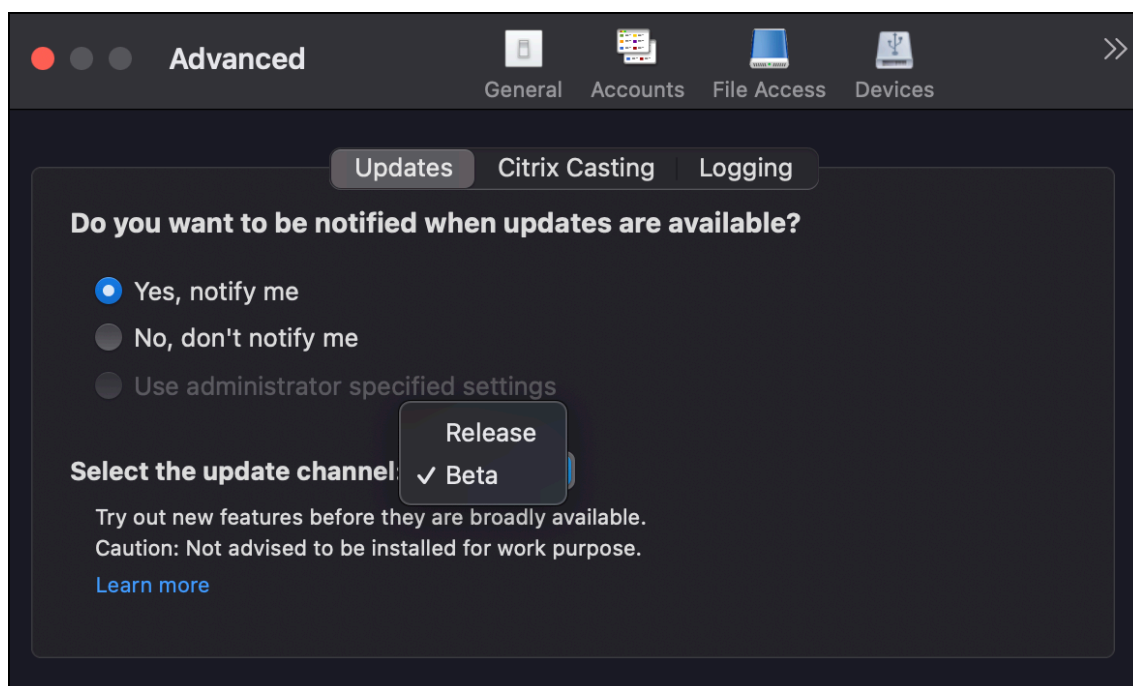 Advanced
General
Accounts
File Access
Devices
Updates
Citrix Casting
Logging
Do you want to be notified when updates are available?
Yes, notify me
No, don't notify me
Use administrator specified settings
Release
Select the update channel:
✓ Beta
Try out new features before they are broadly available.
Caution: Not advised to be installed for work purpose.
Learn more